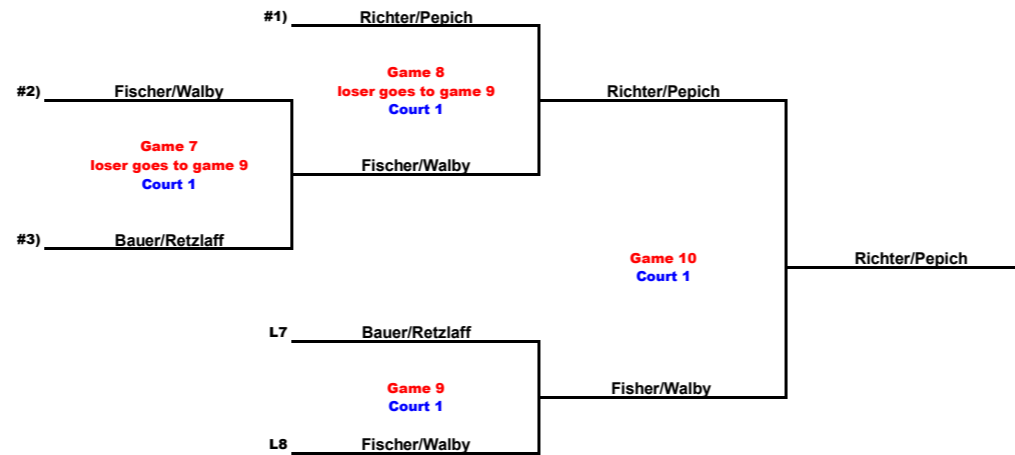 #1) Richter/Pepich
Game 8
loser goes to game 9
Court 1
#2) Fischer/Walby
Richter/Pepich
Game 7
loser goes to game 9
Court 1
Fischer/Walby
#3) Bauer/Retzlaff
Game 10
Court 1
Richter/Pepich
L7 Bauer/Retzlaff
Game 9
Court 1
Fisher/Walby
L8 Fischer/Walby